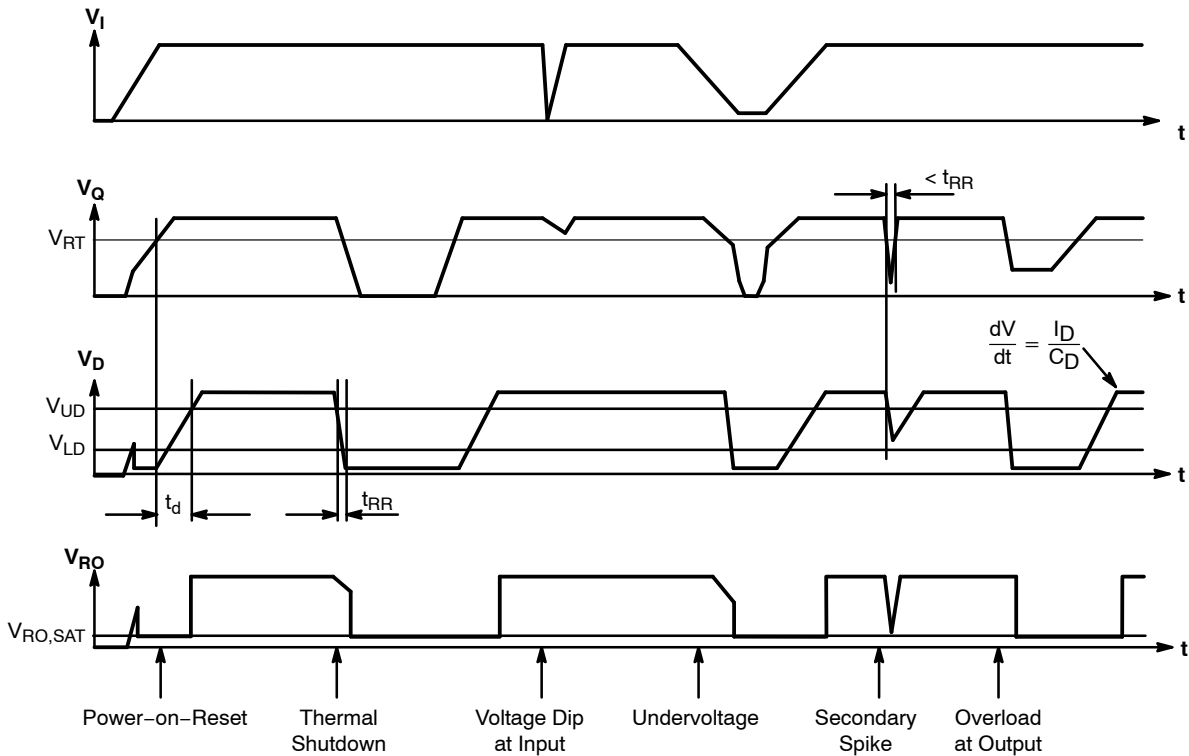 V_I
t
V_Q
V_RT
< t_RR
t
V_D
V_UD
V_LD
dV/dt = I_D/C_D
t
t_d
t_RR
V_RO
V_RO,SAT
t
Power−on−Reset
Thermal
Shutdown
Voltage Dip
at Input
Undervoltage
Secondary
Spike
Overload
at Output